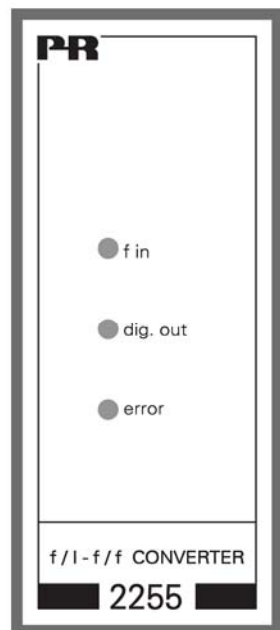 PR
f in
dig. out
error
f / I - f / f CONVERTER
2255